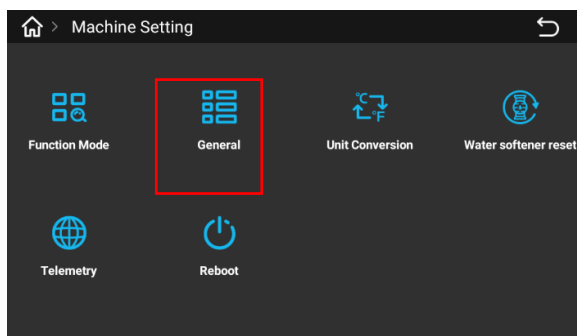 > Machine Setting
Function Mode
General
°C °F
Unit Conversion
Water softener reset
Telemetry
Reboot